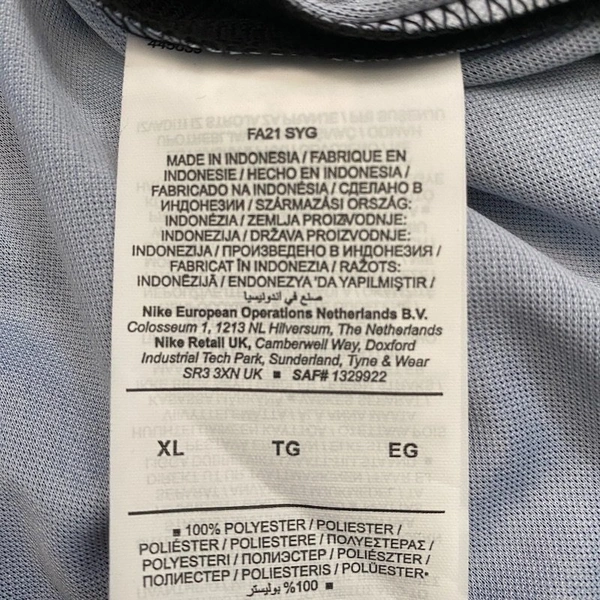 FA21 SYG
MADE IN INDONESIA / FABRIQUE EN
INDONESIE / HECHO EN INDONESIA /
FABRICADO NA INDONÉSIA / СДЕЛАНО В
ИНДОНЕЗИИ / SZÁRMAZÁSI ORSZÁG:
INDONÉZIA / ZEMLJA PROIZVODNJE:
INDONEZIJA / DRŽAVA PROIZVODNJE:
INDONEZIJA / ПРОИЗВЕДЕНО В ИНДОНЕЗИЯ /
FABRICAT ÎN INDONEZIA / RAŽOTS:
INDONĒZIJĀ / ENDONEZYA 'DA YAPILMIŞTIR /
صنع في اندونيسيا
Nike European Operations Netherlands B.V.
Colosseum 1, 1213 NL Hilversum, The Netherlands
Nike Retail UK, Camberwell Way, Doxford
Industrial Tech Park, Sunderland, Tyne & Wear
SR3 3XN UK ■ SAF# 1329922
XL TG EG
■ 100% POLYESTER / POLIESTER /
POLIÉSTER / POLIESTERE / ΠΟΛΥΕΣΤΕΡΑΣ /
POLYESTERI / ПОЛИЭСТЕР / POLIÉSZTER /
ПОЛИЕСТЕР / POLIESTERIS / POLÜESTER•
%100 بوليستر ■